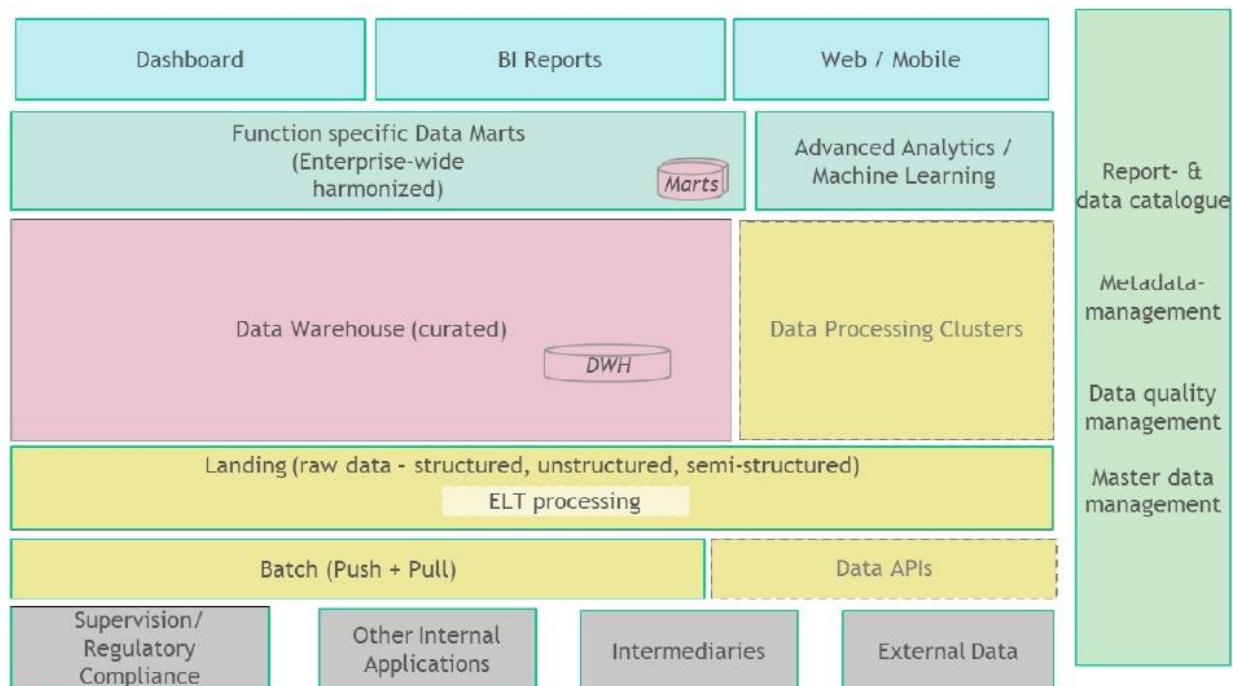 Dashboard
BI Reports
Web / Mobile
Function specific Data Marts
(Enterprise-wide
harmonized)
Marts
Advanced Analytics /
Machine Learning
Data Warehouse (curated)
DWH
Data Processing Clusters
Landing (raw data - structured, unstructured, semi-structured)
ELT processing
Batch (Push + Pull)
Data APIs
Supervision/
Regulatory
Compliance
Other Internal
Applications
Intermediaries
External Data
Report- &
data catalogue
Metadata-
management
Data quality
management
Master data
management